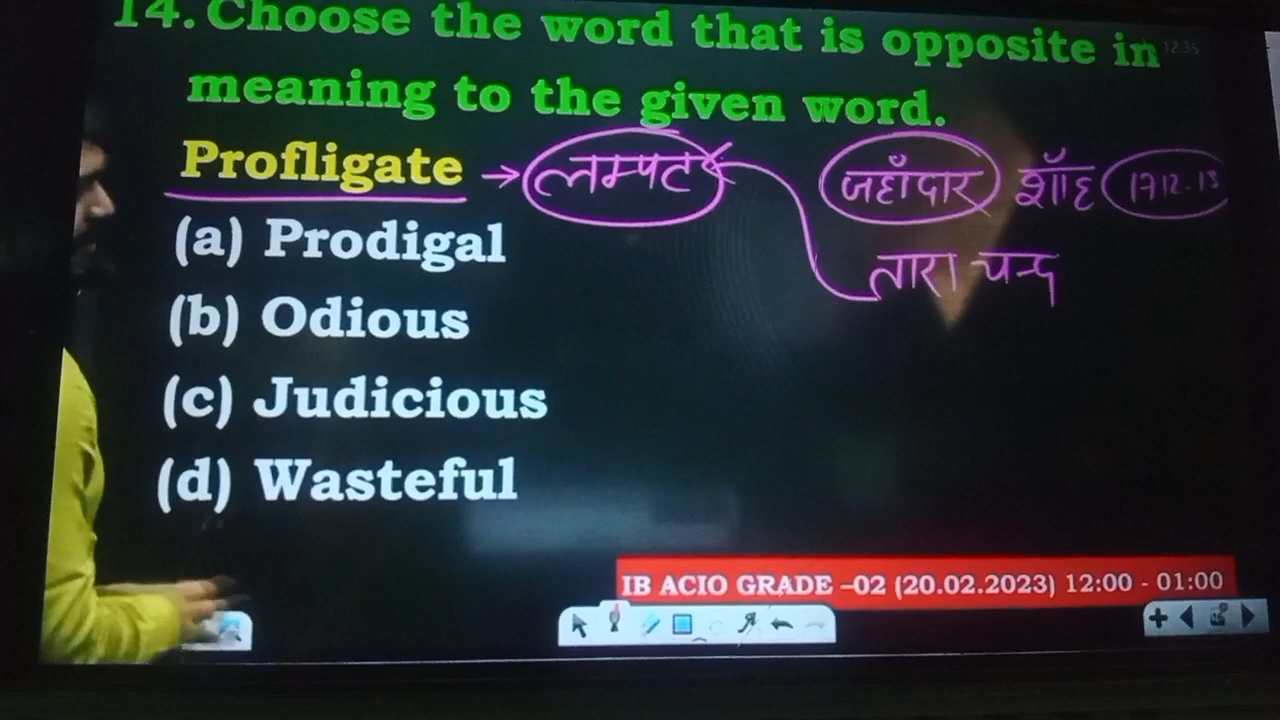 14. Choose the word that is opposite in
meaning to the given word.
Profligate → लम्पट जहाँदार शॉह 1712-13
तारा चन्द
(a) Prodigal
(b) Odious
(c) Judicious
(d) Wasteful
IB ACIO GRADE –02 (20.02.2023) 12:00 - 01:00